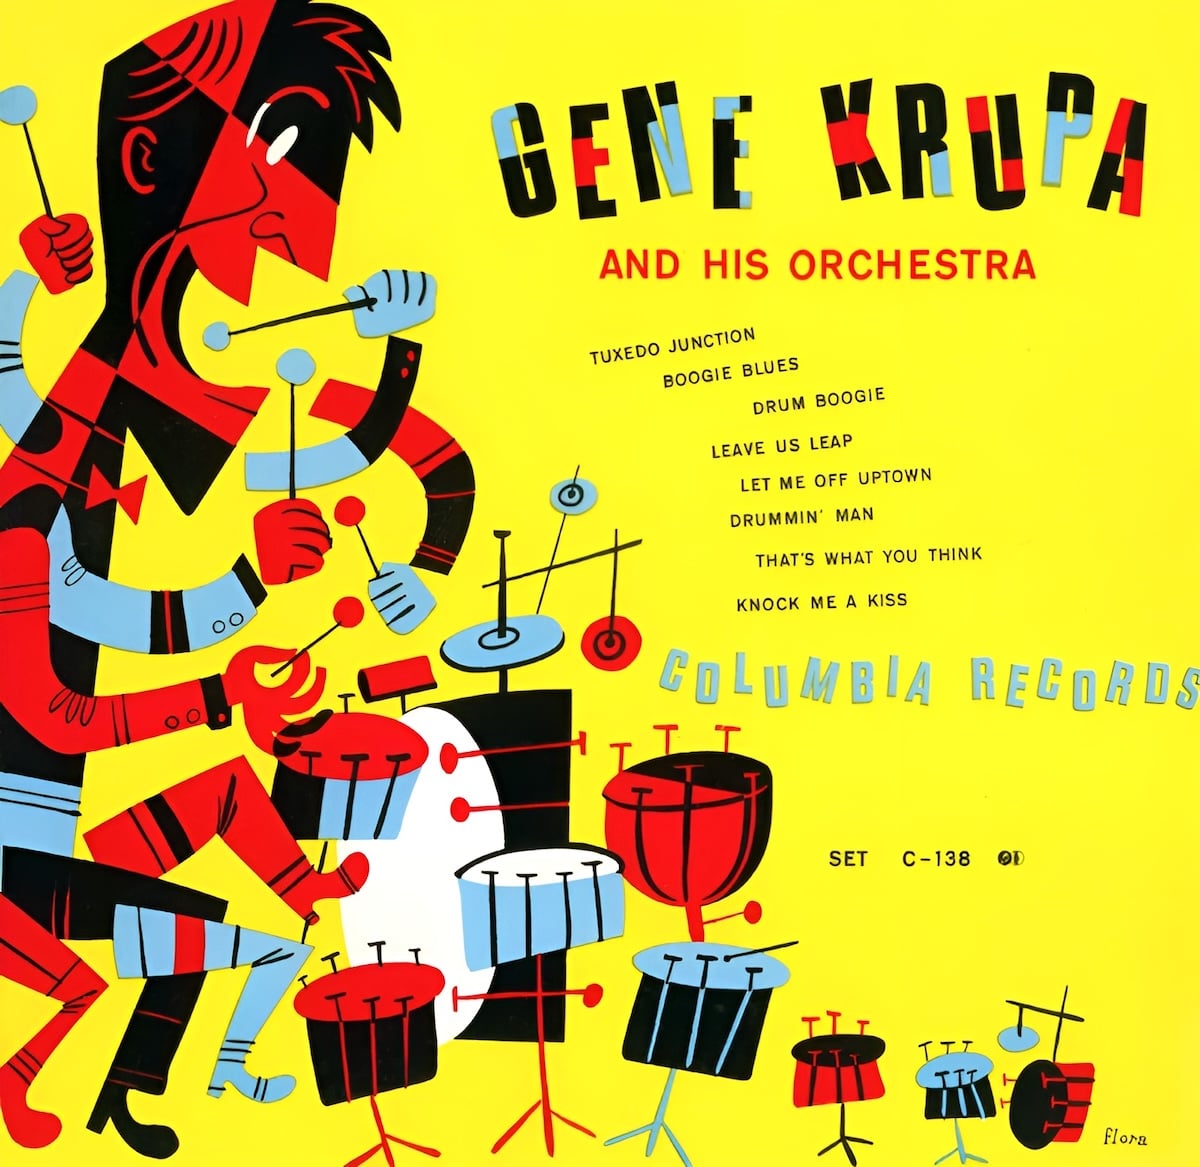 GENE KRUPA
AND HIS ORCHESTRA
TUXEDO JUNCTION
BOOGIE BLUES
DRUM BOOGIE
LEAVE US LEAP
LET ME OFF UPTOWN
DRUMMIN' MAN
THAT'S WHAT YOU THINK
KNOCK ME A KISS
COLUMBIA RECORDS
SET C-138
flora